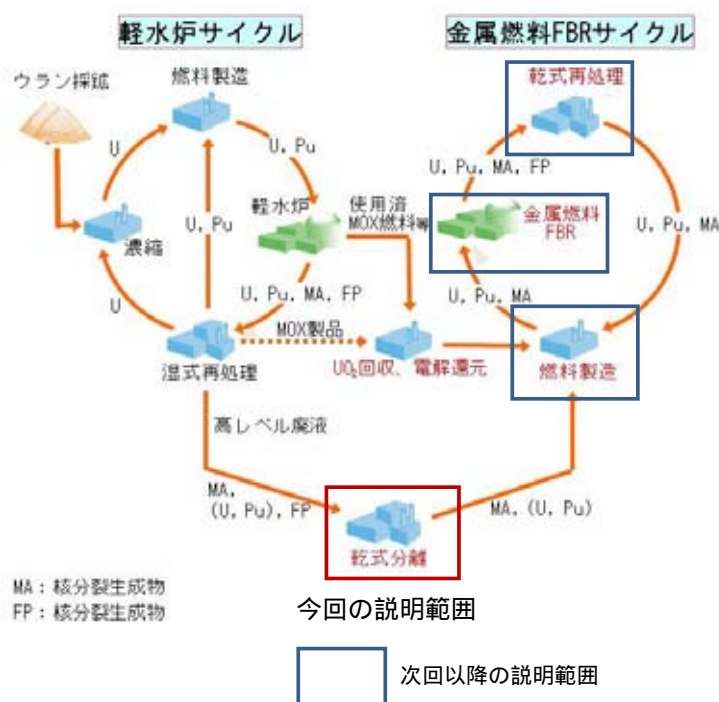 軽水炉サイクル
金属燃料FBRサイクル
ウラン採鉱
燃料製造
乾式再処理
U
U, Pu
U, Pu, MA, FP
軽水炉
使用済
MOX燃料等
金属燃料
FBR
U, Pu
U, Pu, MA
濃縮
U, Pu, MA, FP
U, Pu, MA
U
MOX製品
湿式再処理
UO₂回収、電解還元
燃料製造
高レベル廃液
MA,
(U, Pu), FP
MA, (U, Pu)
乾式分離
MA：核分裂生成物
FP：核分裂生成物
今回の説明範囲
次回以降の説明範囲